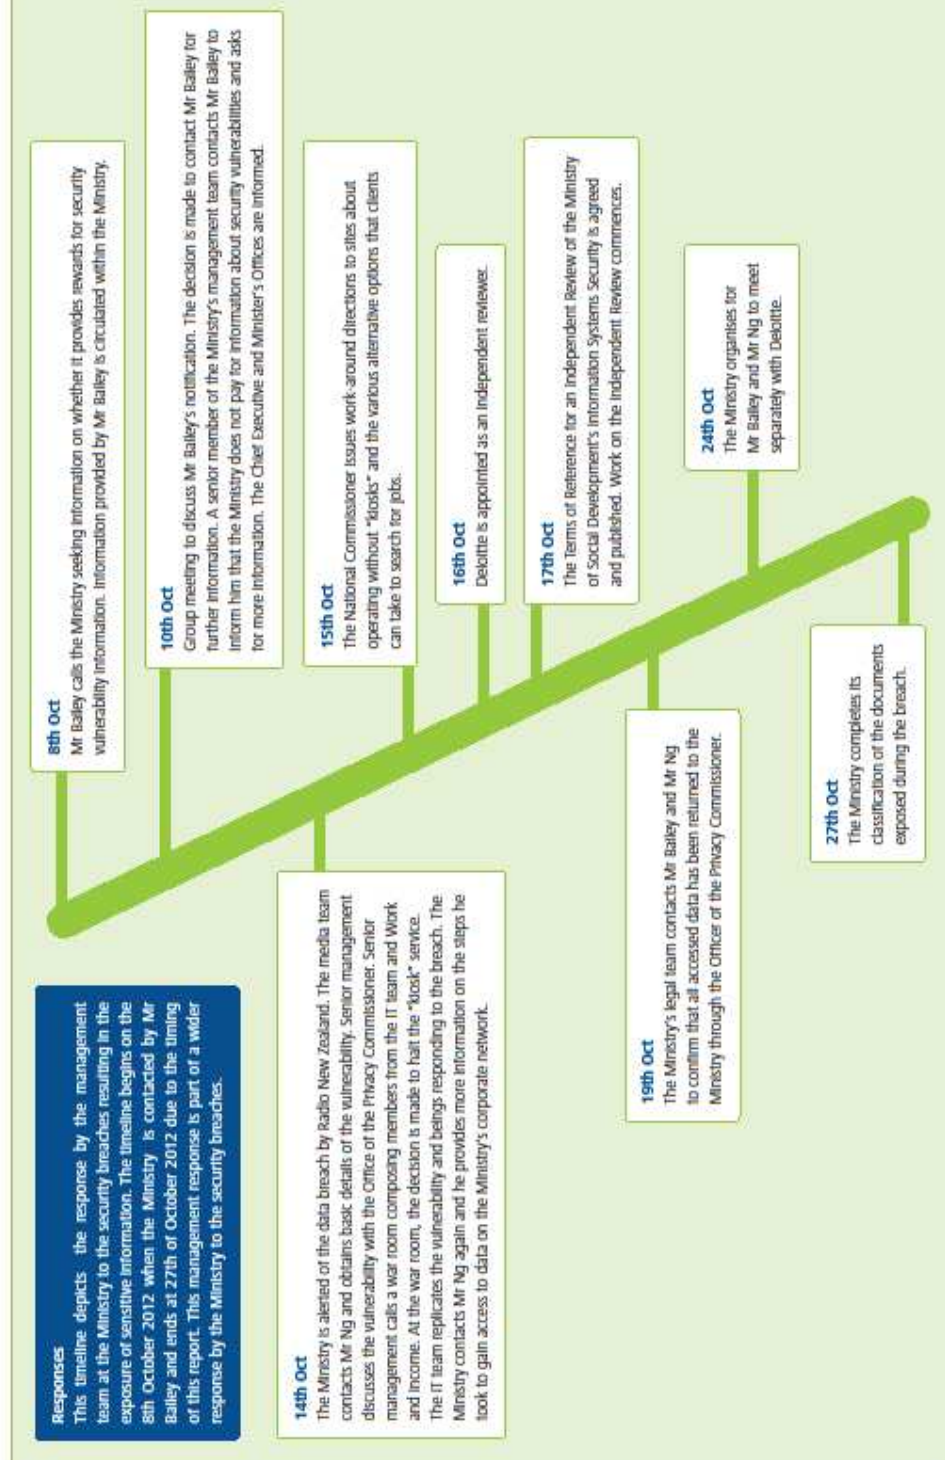 Responses
This timeline depicts the response by the management
team at the Ministry to the security breaches resulting in the
exposure of sensitive information. The timeline begins on the
8th October 2012 when the Ministry is contacted by Mr
Bailey and ends at 27th of October 2012 due to the timing
of this report. This management response is part of a wider
response by the Ministry to the security breaches.
8th Oct
Mr Bailey calls the Ministry seeking information on whether it provides rewards for security
vulnerability information. Information provided by Mr Bailey is circulated within the Ministry.
10th Oct
Group meeting to discuss Mr Bailey's notification. The decision is made to contact Mr Bailey for
further information. A senior member of the Ministry's management team contacts Mr Bailey to
inform him that the Ministry does not pay for information about security vulnerabilities and asks
for more information. The Chief Executive and Minister's Offices are informed.
14th Oct
The Ministry is alerted of the data breach by Radio New Zealand. The media team
contacts Mr Ng and obtains basic details of the vulnerability. Senior management
discusses the vulnerability with the Office of the Privacy Commissioner. Senior
management calls a war room composing members from the IT team and Work
and Income. At the war room, the decision is made to halt the "kiosk" service.
The IT team replicates the vulnerability and beings responding to the breach. The
Ministry contacts Mr Ng again and he provides more information on the steps he
took to gain access to data on the Ministry's corporate network.
15th Oct
The National Commissioner issues work-around directions to sites about
operating without "kiosks" and the various alternative options that clients
can take to search for jobs.
16th Oct
Deloitte is appointed as an independent reviewer.
17th Oct
The Terms of Reference for an Independent Review of the Ministry
of Social Development's Information Systems Security is agreed
and published. Work on the Independent Review commences.
19th Oct
The Ministry's legal team contacts Mr Bailey and Mr Ng
to confirm that all accessed data has been returned to the
Ministry through the Officer of the Privacy Commissioner.
24th Oct
The Ministry organises for
Mr Bailey and Mr Ng to meet
separately with Deloitte.
27th Oct
The Ministry completes its
classification of the documents
exposed during the breach.